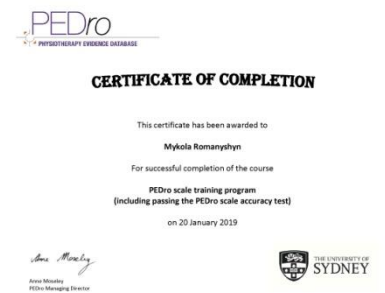 PEDro
PHYSIOTHERAPY EVIDENCE DATABASE
CERTIFICATE OF COMPLETION
This certificate has been awarded to
Mykola Romanyshyn
For successful completion of the course
PEDro scale training program
(including passing the PEDro scale accuracy test)
on 20 January 2019
Anne Moseley
Anne Moseley
PEDro Managing Director
THE UNIVERSITY OF
SYDNEY